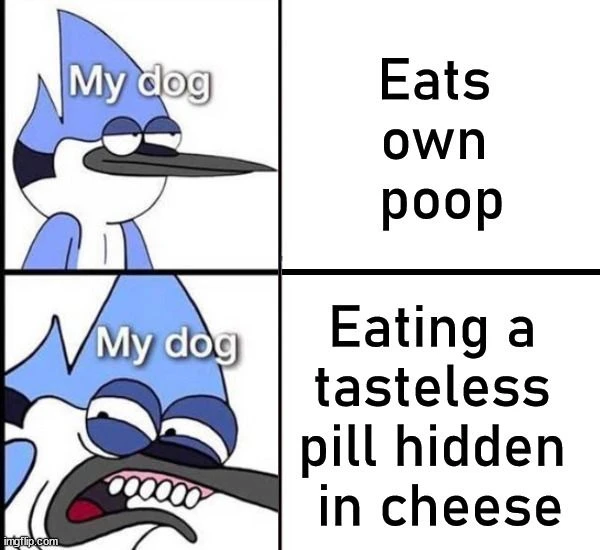 My dog
Eats
own
poop
My dog
Eating a
tasteless
pill hidden
in cheese
imgflip.com